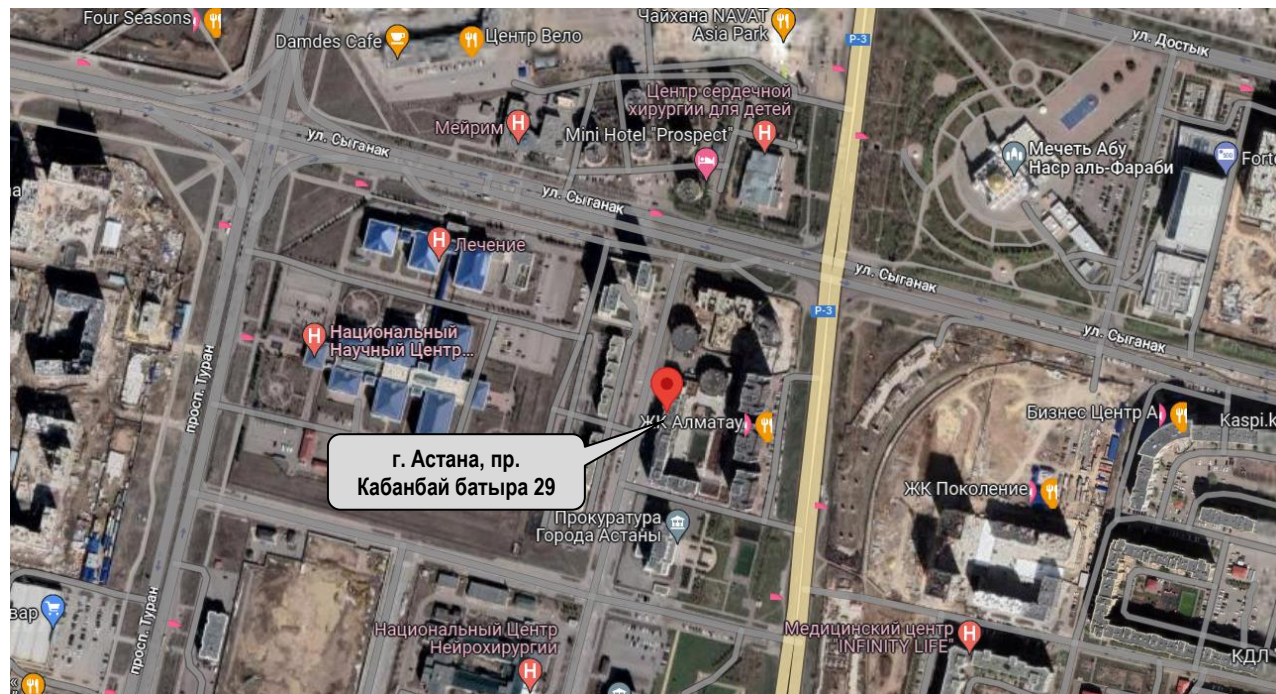 Four Seasons
Damdes Cafe
Центр Вело
Чайхана NAVAT
Asia Park
Р-3
ул. Достык
Центр сердечной
хирургии для детей
Мейрим
Mini Hotel "Prospect"
ул. Сыганак
Мечеть Абу
Наср аль-Фараби
ул. Сыганак
Лечение
ул. Сыганак
Р-3
ул. Сыганак
Национальный
Научный Центр...
просп. Туран
ЖК Алматау
Бизнес Центр А
Kaspi.k
г. Астана, пр.
Кабанбай батыра 29
ЖК Поколение
Прокуратура
Города Астаны
просп. Туран
Национальный Центр
Нейрохирургии
Медицинский центр
"INFINITY LIFE"
КДЛ